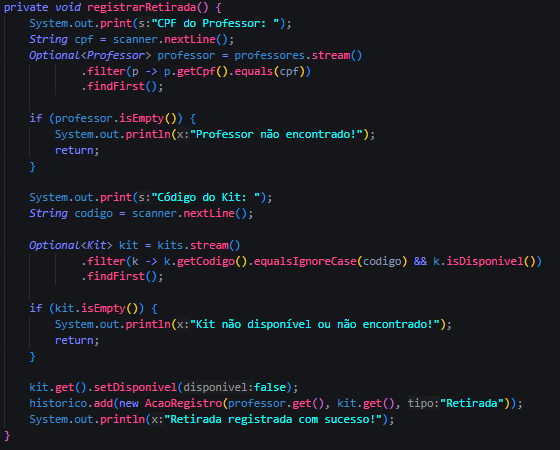 private void registrarRetirada() {
System.out.print(s:"CPF do Professor: ");
String cpf = scanner.nextLine();
Optional<Professor> professor = professores.stream()
.filter(p -> p.getCpf().equals(cpf))
.findFirst();
if (professor.isEmpty()) {
System.out.println(x:"Professor não encontrado!");
return;
}
System.out.print(s:"Código do Kit: ");
String codigo = scanner.nextLine();
Optional<Kit> kit = kits.stream()
.filter(k -> k.getCodigo().equalsIgnoreCase(codigo) && k.isDisponivel())
.findFirst();
if (kit.isEmpty()) {
System.out.println(x:"Kit não disponível ou não encontrado!");
return;
}
kit.get().setDisponivel(disponivel:false);
historico.add(new AcaoRegistro(professor.get(), kit.get(), tipo:"Retirada"));
System.out.println(x:"Retirada registrada com sucesso!");
}